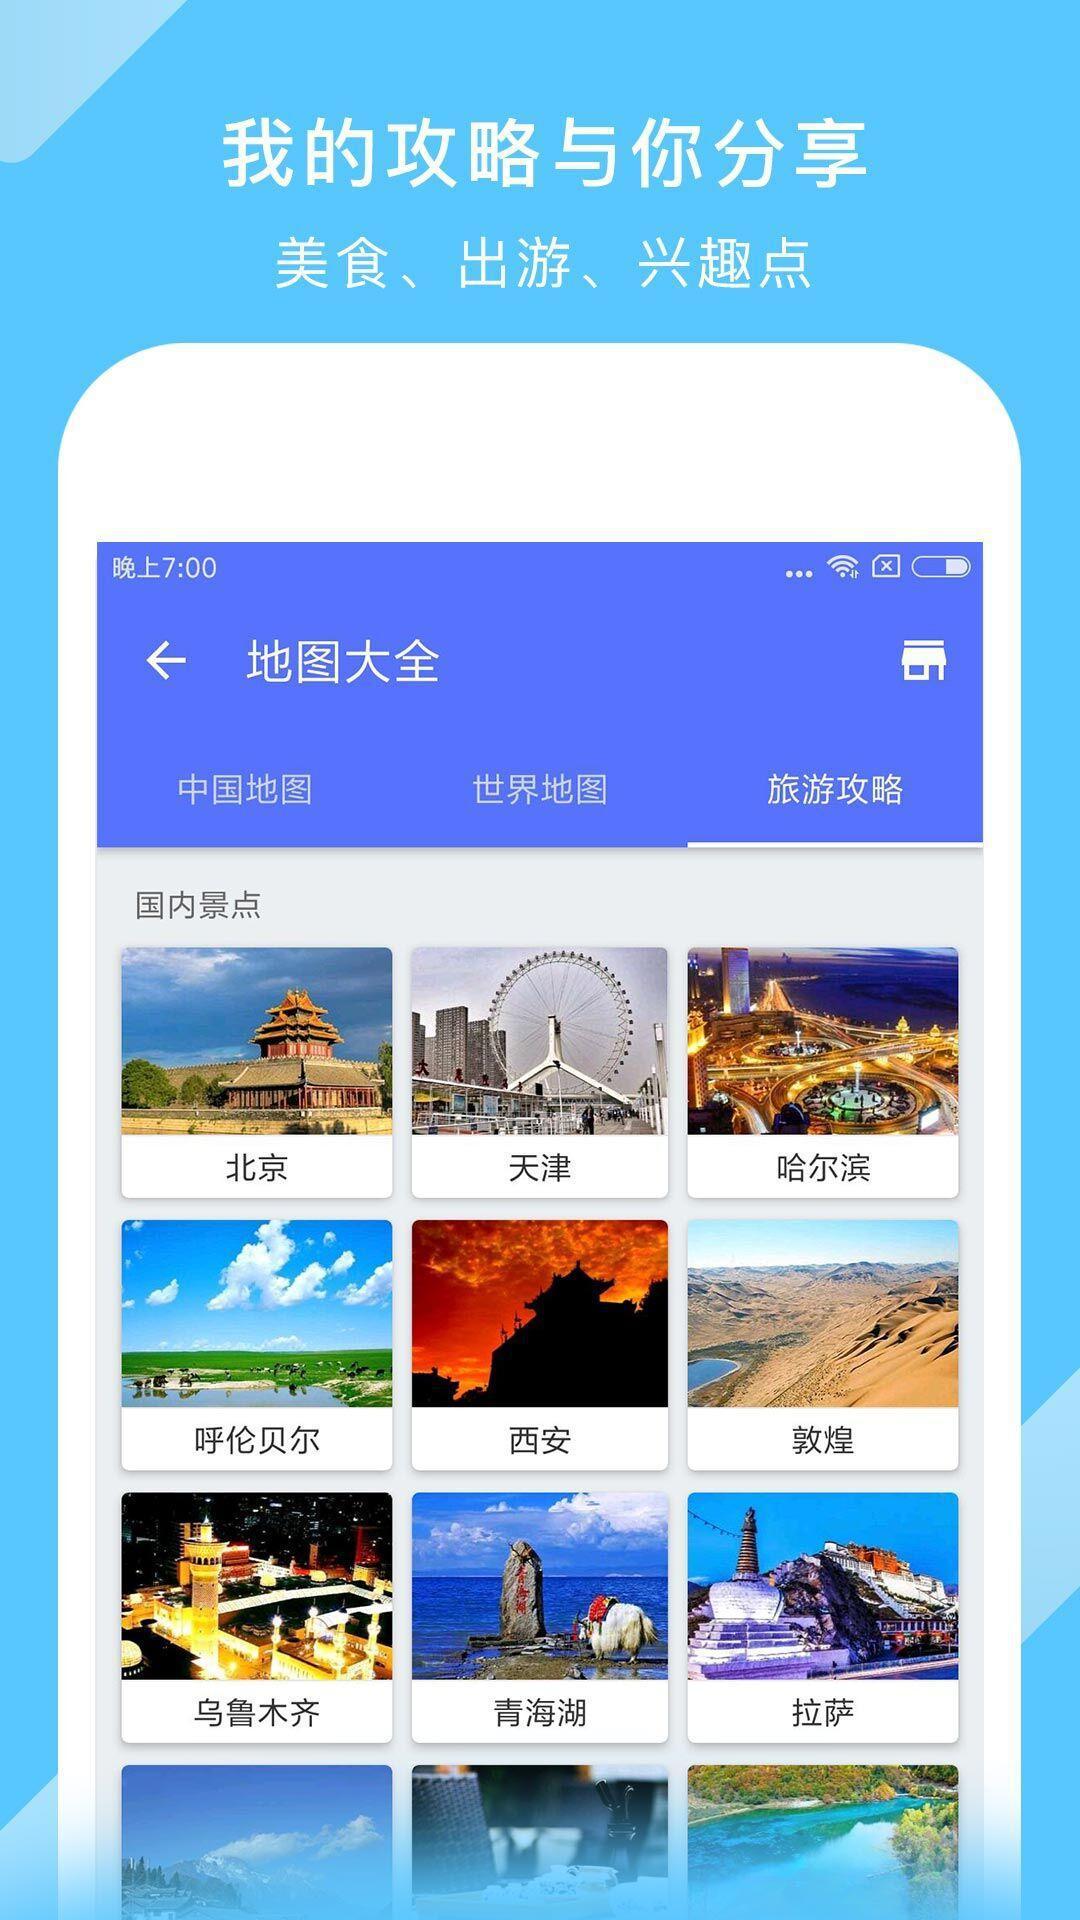 我的攻略与你分享
美食、出游、兴趣点
晚上7:00
地图大全
中国地图 世界地图 旅游攻略
国内景点
北京 天津 哈尔滨
呼伦贝尔 西安 敦煌
乌鲁木齐 青海湖 拉萨